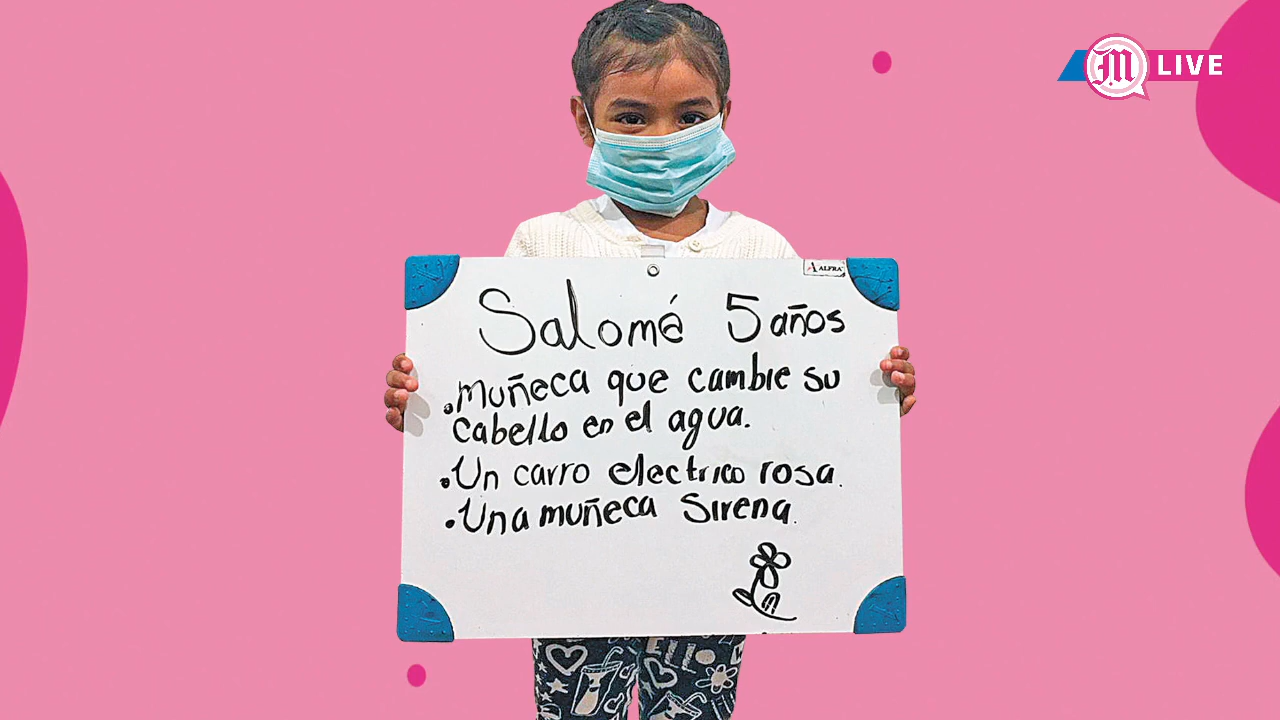 M LIVE
ALFRA
Salomé 5 años
• Muñeca que cambie su
cabello en el agua.
• Un carro electrico rosa.
• Una muñeca Sirena.
ELLO